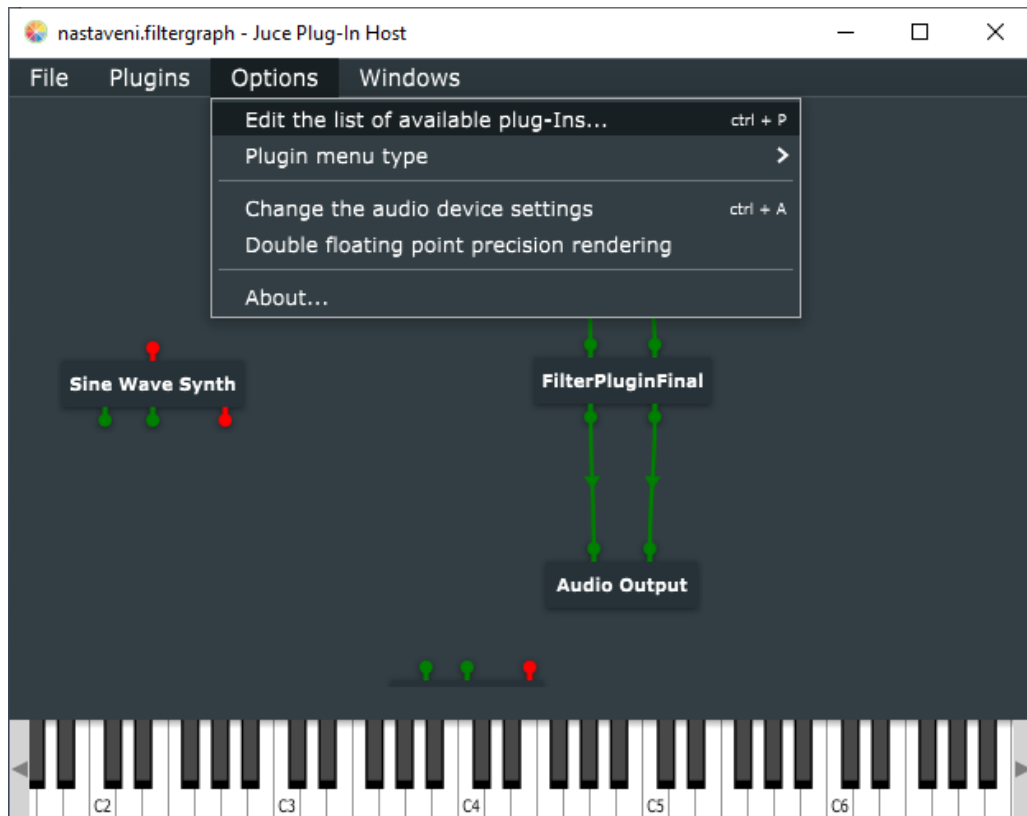 nastaveni.filtergraph - Juce Plug-In Host
File Plugins Options Windows
Edit the list of available plug-Ins... ctrl + P
Plugin menu type
Change the audio device settings ctrl + A
Double floating point precision rendering
About...
Sine Wave Synth
FilterPluginFinal
Audio Output
C2 C3 C4 C5 C6